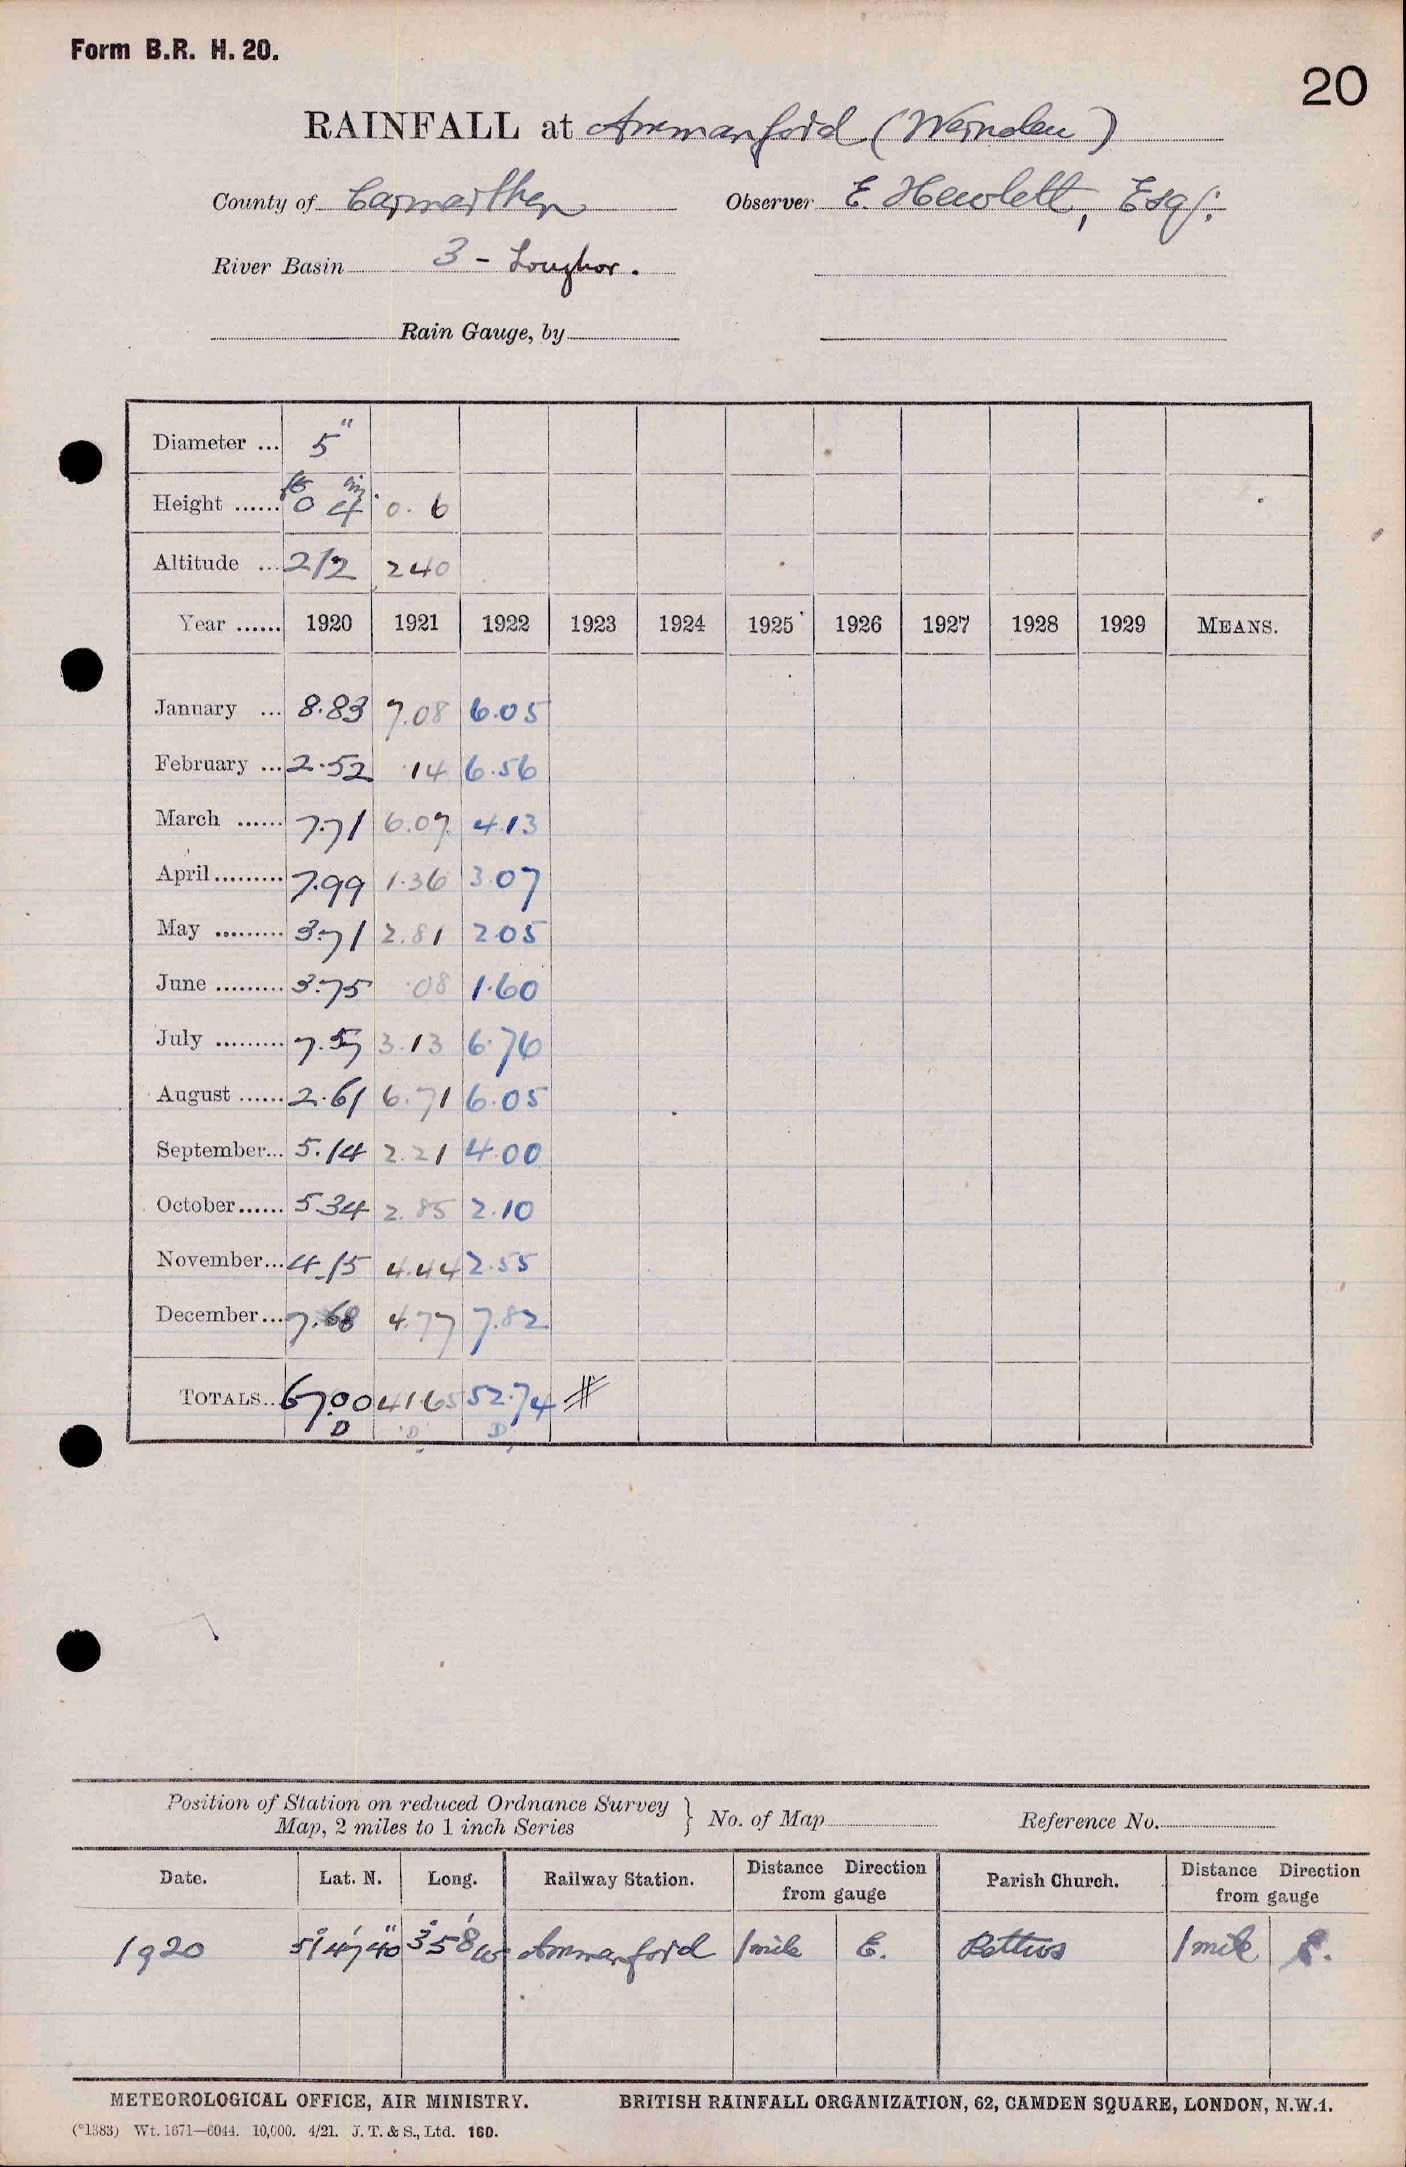 Form B.R. H. 20.
20
RAINFALL at Ammanford (Wernolau)
County of Carmarthen Observer E. Hewlett, Esq:
River Basin 3 - Loughor.
Rain Gauge, by
Diameter ... 5"
Height ...... ft in 0 4 0. 6
Altitude ... 212 240
Year ...... 1920 1921 1922 1923 1924 1925 1926 1927 1928 1929 MEANS.
January ... 8.83 7.08 6.05
February ... 2.52 .14 6.56
March ...... 7.71 6.07 4.13
April ......... 7.99 1.36 3.07
May ......... 3.71 2.81 2.05
June ......... 3.75 .08 1.60
July ......... 7.57 3.13 6.76
August ...... 2.61 6.71 6.05
September... 5.14 2.21 4.00
October...... 5.34 2.85 2.10
November... 4.15 4.44 2.55
December... 7.68 4.77 7.82
TOTALS.. 67.00 41.65 52.74 #
D D D
Position of Station on reduced Ordnance Survey
Map, 2 miles to 1 inch Series } No. of Map Reference No.
Date. Lat. N. Long. Railway Station. Distance Direction from gauge Parish Church. Distance Direction from gauge
1920 51° 47' 40" 3° 58' Ammanford 1 mile E. Bettws 1 mile
METEOROLOGICAL OFFICE, AIR MINISTRY. BRITISH RAINFALL ORGANIZATION, 62, CAMDEN SQUARE, LONDON, N.W.1.
(*1383) Wt. 1671—6044. 10,000. 4/21. J. T. & S., Ltd. 160.